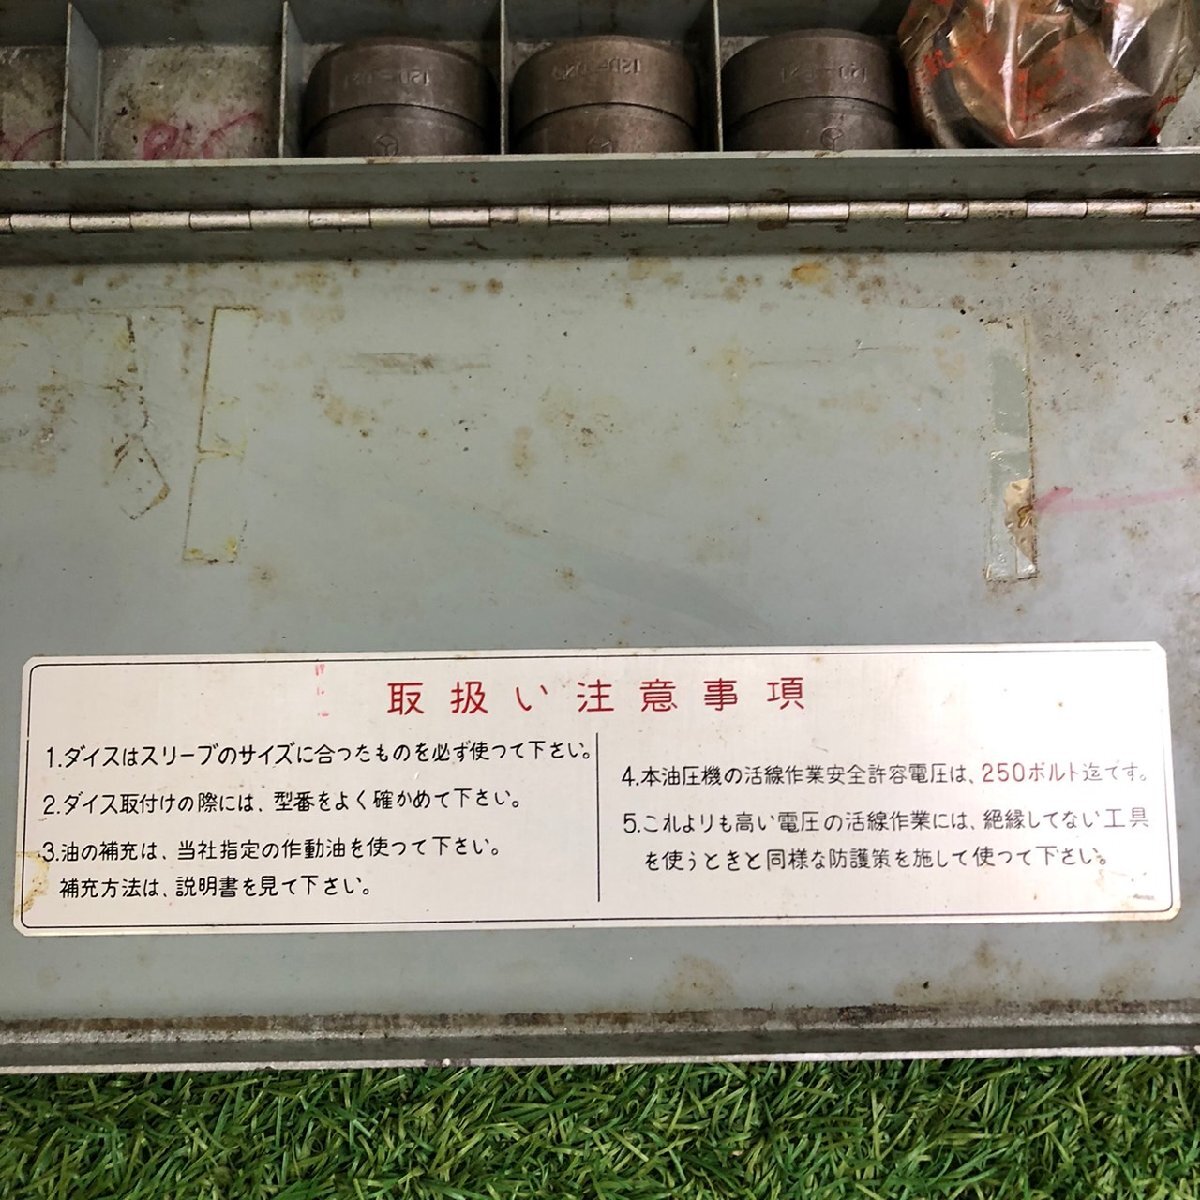 取扱い注意事項
1.ダイスはスリーブのサイズに合つたものを必ず使つて下さい。
2.ダイス取付けの際には、型番をよく確かめて下さい。
3.油の補充は、当社指定の作動油を使つて下さい。
補充方法は、説明書を見て下さい。
4.本油圧機の活線作業安全許容電圧は、250ボルト迄です。
5.これよりも高い電圧の活線作業には、絶縁してない工具
を使うときと同様な防護策を施して使つて下さい。